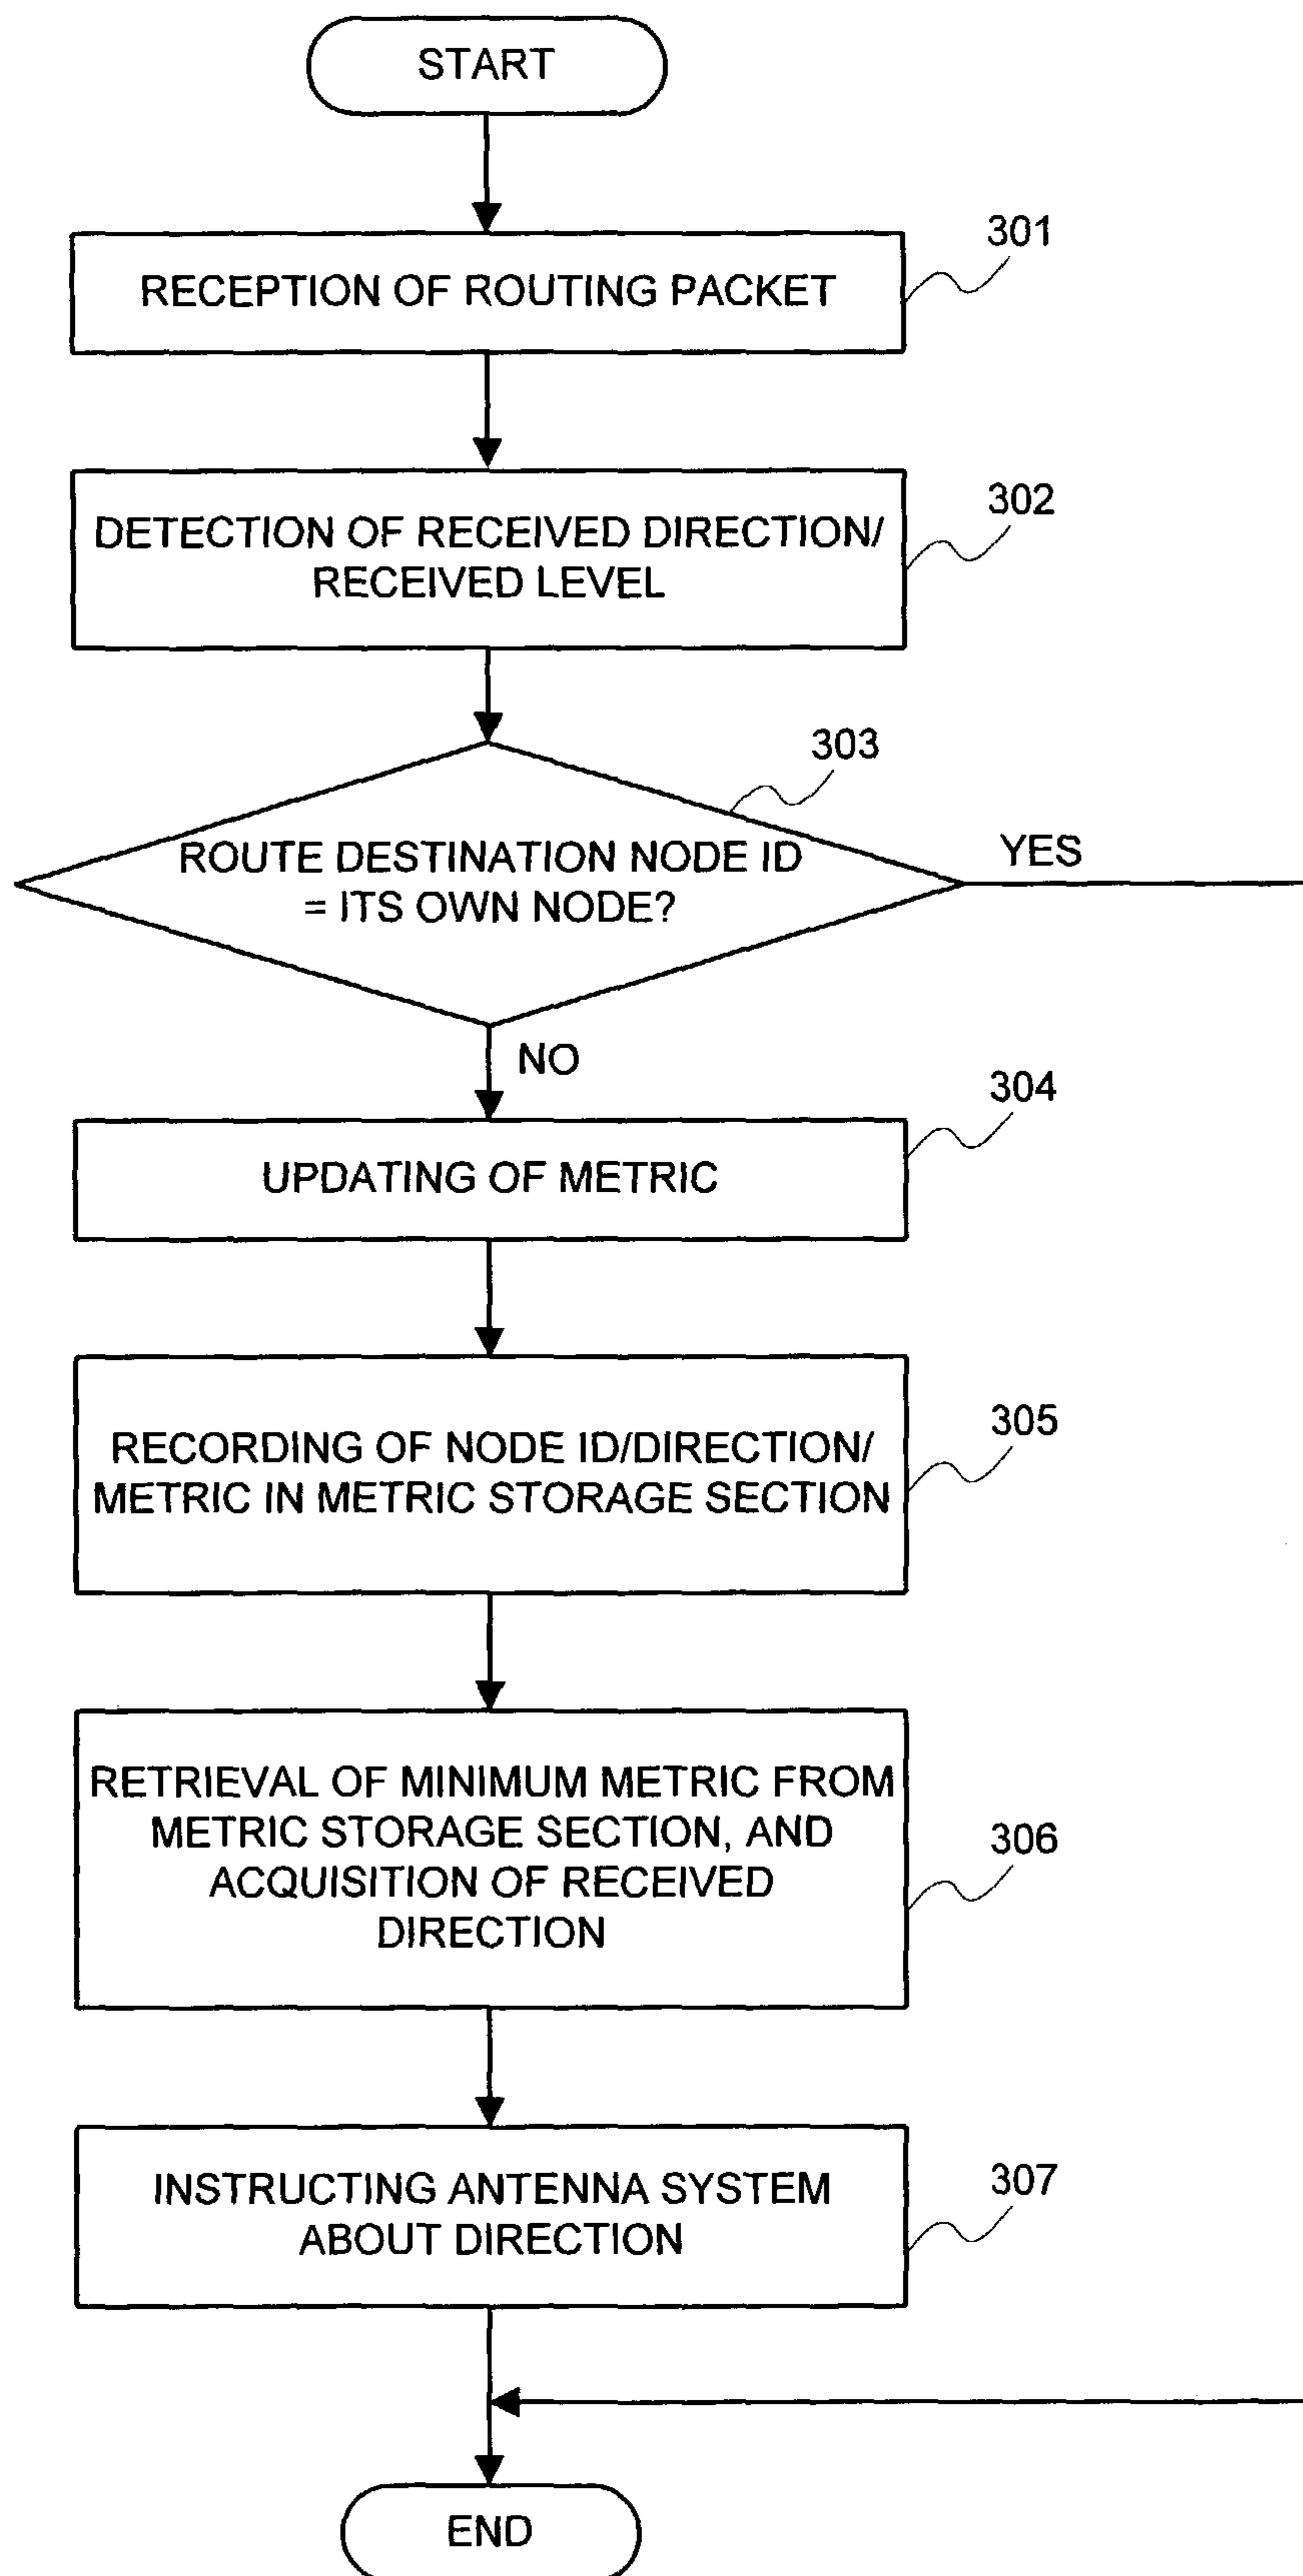 START
301
RECEPTION OF ROUTING PACKET
302
DETECTION OF RECEIVED DIRECTION/
RECEIVED LEVEL
303
ROUTE DESTINATION NODE ID
= ITS OWN NODE?
YES
NO
304
UPDATING OF METRIC
305
RECORDING OF NODE ID/DIRECTION/
METRIC IN METRIC STORAGE SECTION
306
RETRIEVAL OF MINIMUM METRIC FROM
METRIC STORAGE SECTION, AND
ACQUISITION OF RECEIVED
DIRECTION
307
INSTRUCTING ANTENNA SYSTEM
ABOUT DIRECTION
END